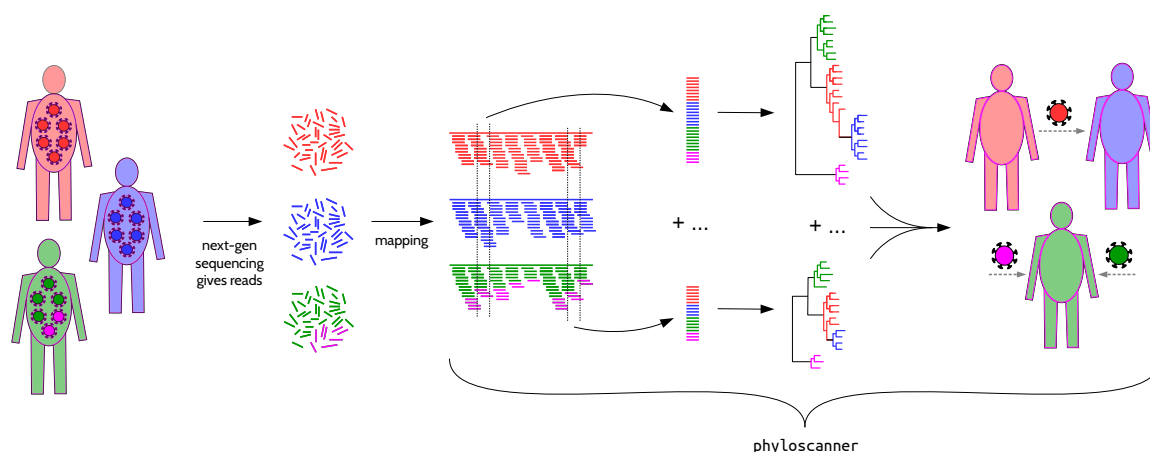 next-gen
sequencing
gives reads
mapping
+ ...
+ ...
phyloscanner